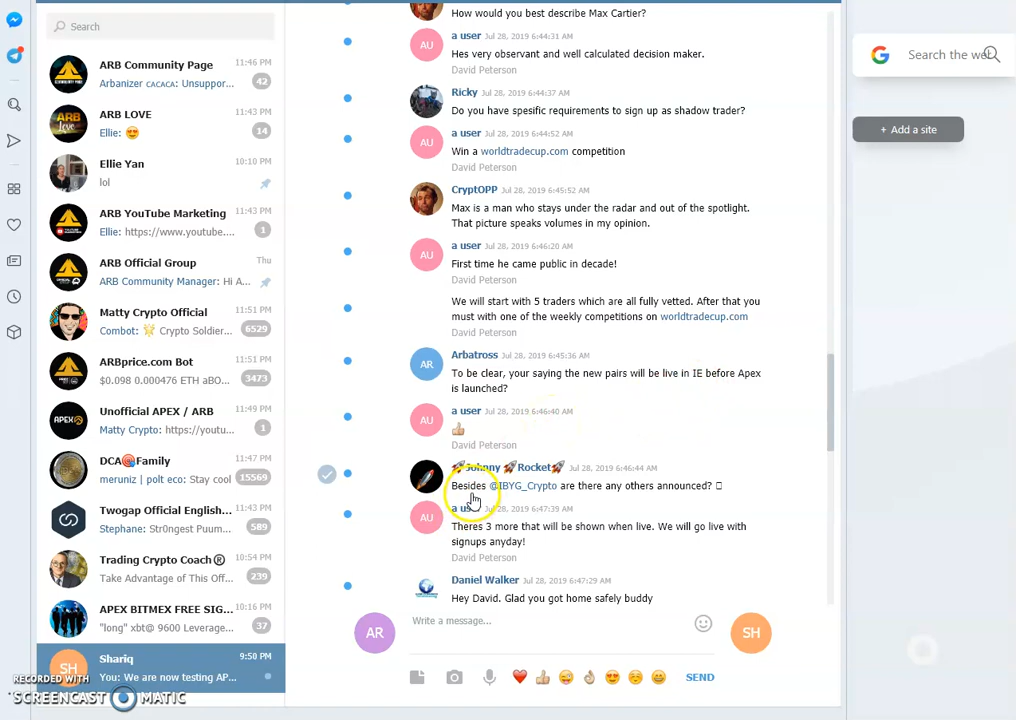 Search
ARB Community Page
11:46 PM
Arbanizer cacaca: Unsuppor...
42
ARB LOVE
11:43 PM
Ellie: 😍
14
Ellie Yan
10:10 PM
lol
ARB YouTube Marketing
11:43 PM
Ellie: https://www.youtube....
1
ARB Official Group
Thu
ARB Community Manager: Hi A...
Matty Crypto Official
11:51 PM
Combot: 🌟 Crypto Soldier...
6529
ARBprice.com Bot
11:51 PM
$0.098 0.000476 ETH aBO...
3473
Unofficial APEX / ARB
11:49 PM
Matty Crypto: https://youtu...
1
DCA🎯Family
11:47 PM
meruniz | polt eco: Stay cool
15569
Twogap Official English...
11:43 PM
Stephane: Str0ngest Puum...
589
Trading Crypto Coach®
10:54 PM
Take Advantage of This Off...
239
APEX BITMEX FREE SIG...
10:16 PM
"long" xbt@ 9600 Leverage...
37
SH
Shariq
9:50 PM
You: We are now testing AP...
RECORDED WITH
SCREENCAST MATIC
How would you best describe Max Cartier?
AU
a user Jul 28, 2019 6:44:31 AM
Hes very observant and well calculated decision maker.
David Peterson
Ricky Jul 28, 2019 6:44:37 AM
Do you have spesific requirements to sign up as shadow trader?
AU
a user Jul 28, 2019 6:44:52 AM
Win a worldtradecup.com competition
David Peterson
CryptOPP Jul 28, 2019 6:45:52 AM
Max is a man who stays under the radar and out of the spotlight.
That picture speaks volumes in my opinion.
AU
a user Jul 28, 2019 6:46:20 AM
First time he came public in decade!
David Peterson
We will start with 5 traders which are all fully vetted. After that you
must with one of the weekly competitions on worldtradecup.com
David Peterson
AR
Arbatross Jul 28, 2019 6:45:36 AM
To be clear, your saying the new pairs will be live in IE before Apex
is launched?
AU
a user Jul 28, 2019 6:46:40 AM
👍
David Peterson
🚀Johnny 🚀Rocket🚀 Jul 28, 2019 6:46:44 AM
Besides @IBYG_Crypto are there any others announced?
AU
a user Jul 28, 2019 6:47:39 AM
Theres 3 more that will be shown when live. We will go live with
signups anyday!
David Peterson
Daniel Walker Jul 28, 2019 6:47:29 AM
Hey David. Glad you got home safely buddy
AR
Write a message...
SH
SEND
Search the we
+ Add a site